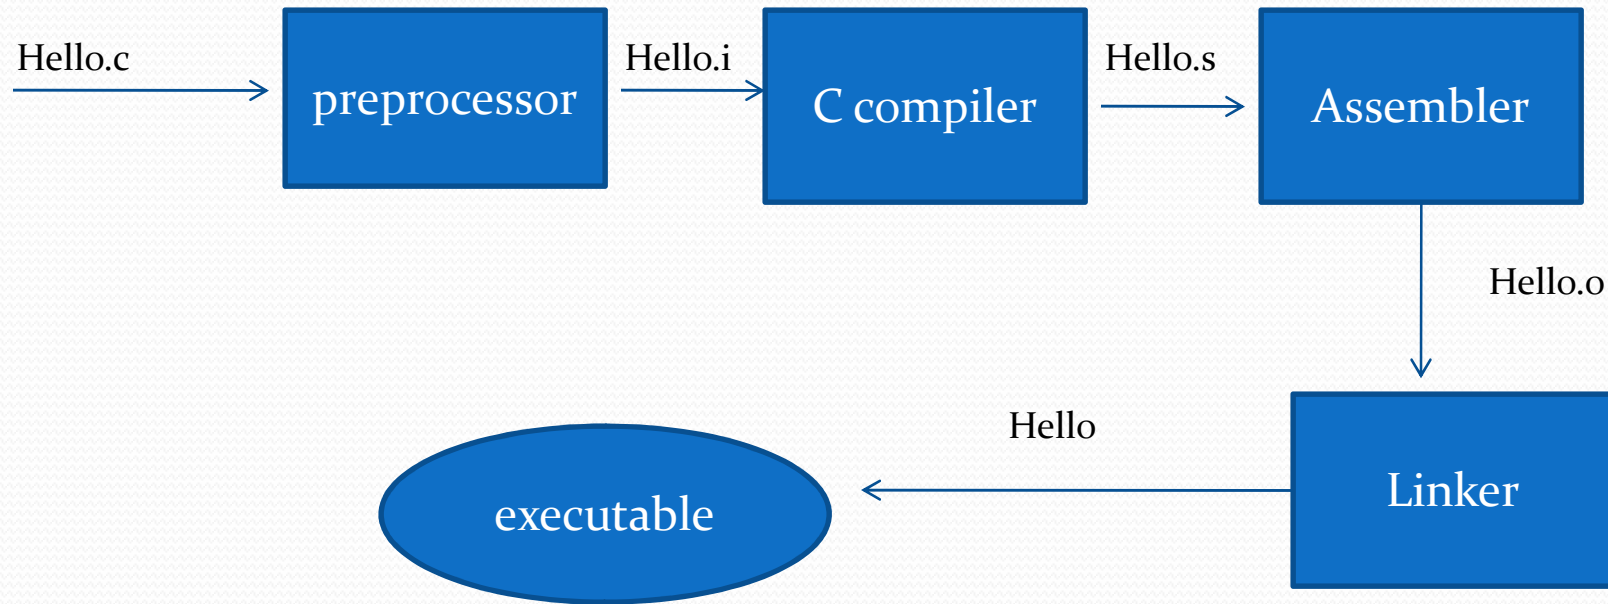 Hello.c
preprocessor
Hello.i
C compiler
Hello.s
Assembler
Hello.o
Linker
Hello
executable